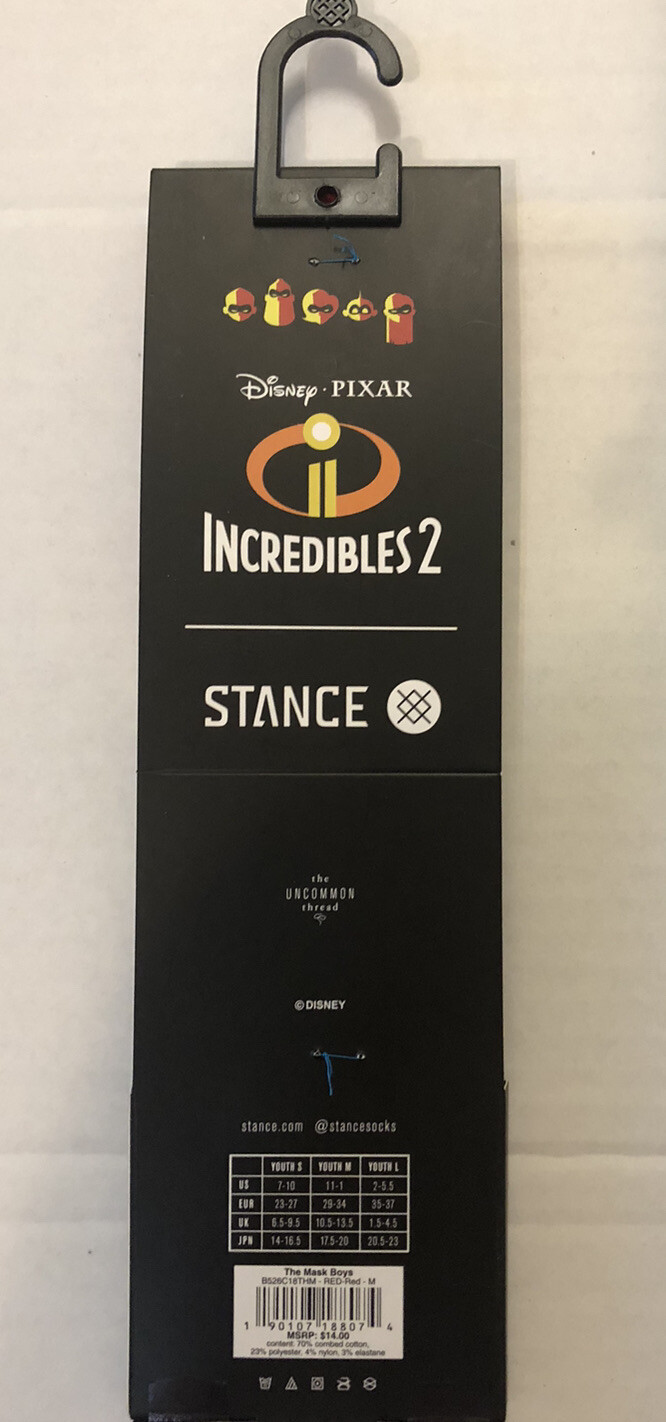 Disney · PIXAR
INCREDIBLES 2
STANCE
the
UNCOMMON
thread
©DISNEY
stance.com @stancesocks
YOUTH S YOUTH M YOUTH L
US 7-10 11-1 2-5.5
EUR 23-27 29-34 35-37
UK 6.5-9.5 10.5-13.5 1.5-4.5
JPN 14-16.5 17.5-20 20.5-23
The Mask Boys
B526C18THM - RED-Red - M
1 90107 18807 4
MSRP: $14.00
content: 70% combed cotton,
23% polyester, 4% nylon, 3% elastane